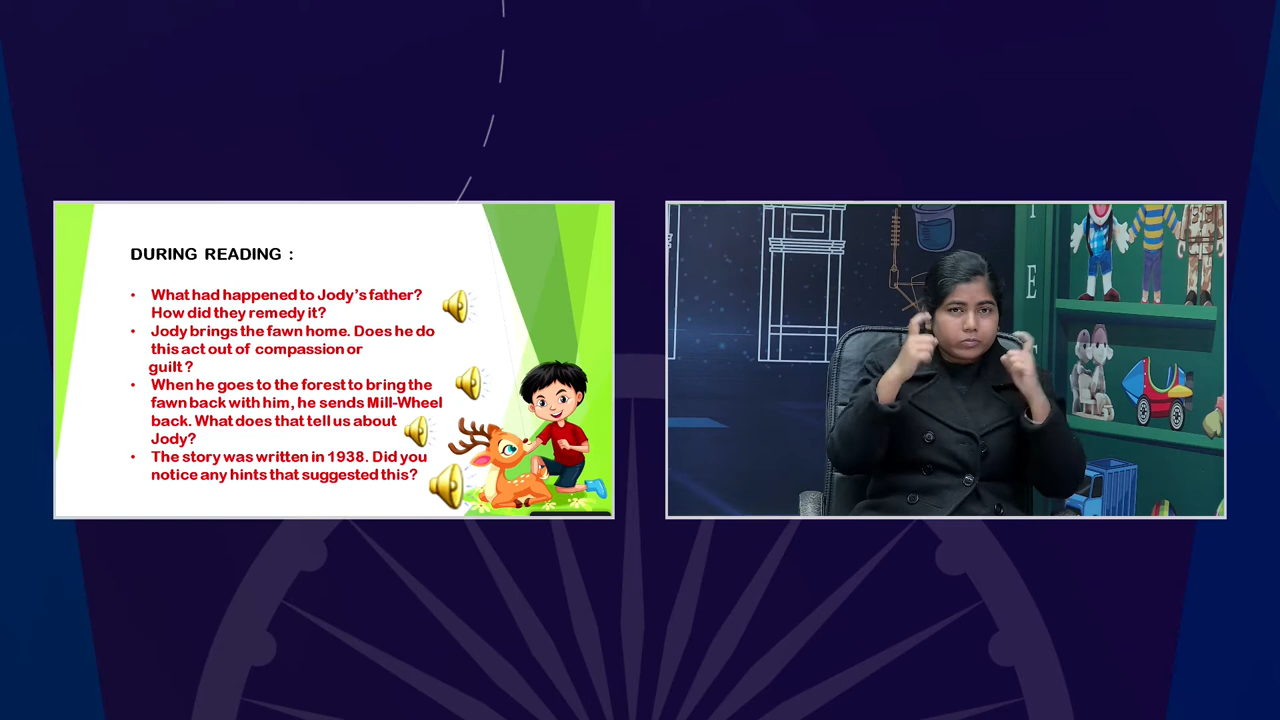 DURING READING :
• What had happened to Jody's father?
How did they remedy it?
• Jody brings the fawn home. Does he do
this act out of compassion or
guilt ?
• When he goes to the forest to bring the
fawn back with him, he sends Mill-Wheel
back. What does that tell us about
Jody?
• The story was written in 1938. Did you
notice any hints that suggested this?
E